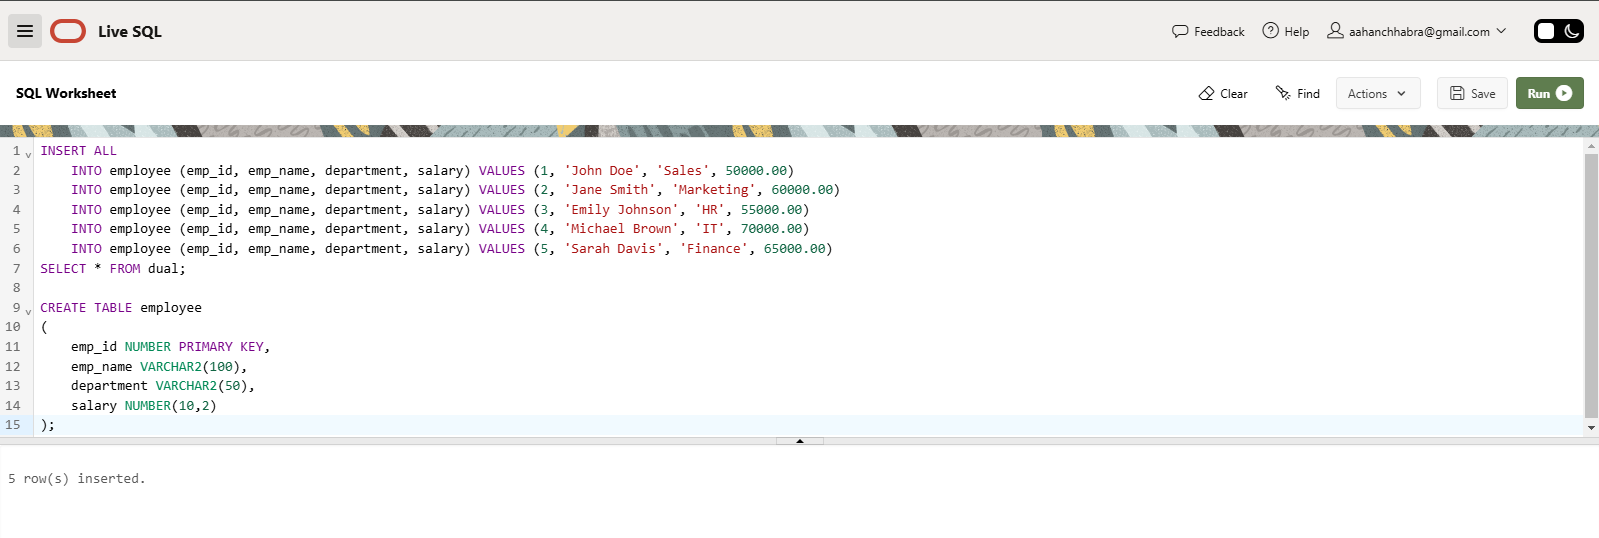 Live SQL
Feedback Help aahanchhabra@gmail.com
SQL Worksheet
Clear Find Actions Save Run
1 INSERT ALL
2 INTO employee (emp_id, emp_name, department, salary) VALUES (1, 'John Doe', 'Sales', 50000.00)
3 INTO employee (emp_id, emp_name, department, salary) VALUES (2, 'Jane Smith', 'Marketing', 60000.00)
4 INTO employee (emp_id, emp_name, department, salary) VALUES (3, 'Emily Johnson', 'HR', 55000.00)
5 INTO employee (emp_id, emp_name, department, salary) VALUES (4, 'Michael Brown', 'IT', 70000.00)
6 INTO employee (emp_id, emp_name, department, salary) VALUES (5, 'Sarah Davis', 'Finance', 65000.00)
7 SELECT * FROM dual;
8
9 CREATE TABLE employee
10 (
11 emp_id NUMBER PRIMARY KEY,
12 emp_name VARCHAR2(100),
13 department VARCHAR2(50),
14 salary NUMBER(10,2)
15 );
5 row(s) inserted.